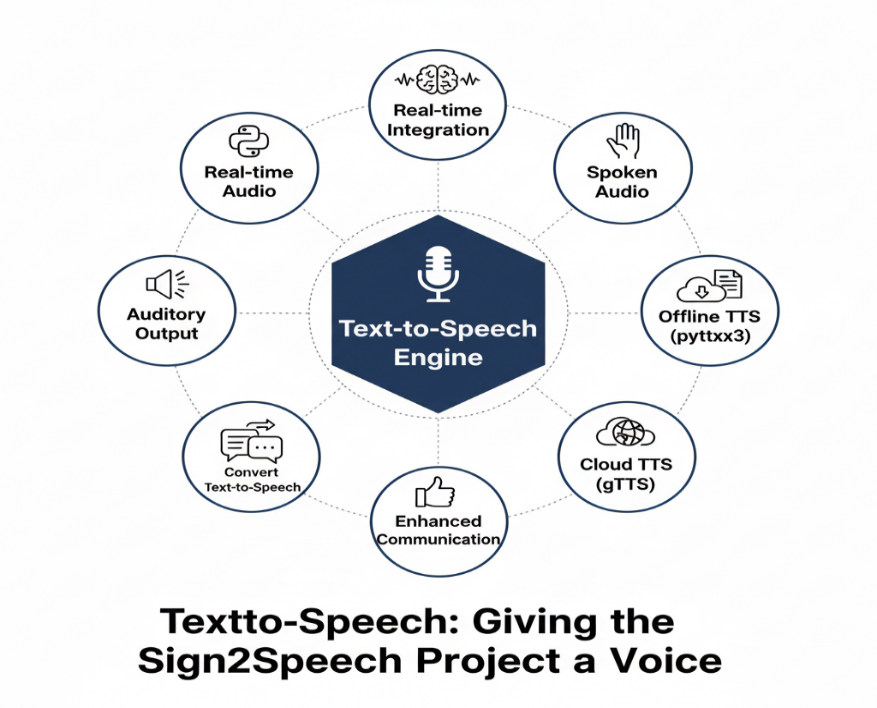 Real-time
Integration
Real-time
Audio
Spoken
Audio
Auditory
Output
Text-to-Speech
Engine
Offline TTS
(pyttxx3)
Convert
Text-to-Speech
Cloud TTS
(gTTS)
Enhanced
Communication
Textto-Speech: Giving the
Sign2Speech Project a Voice